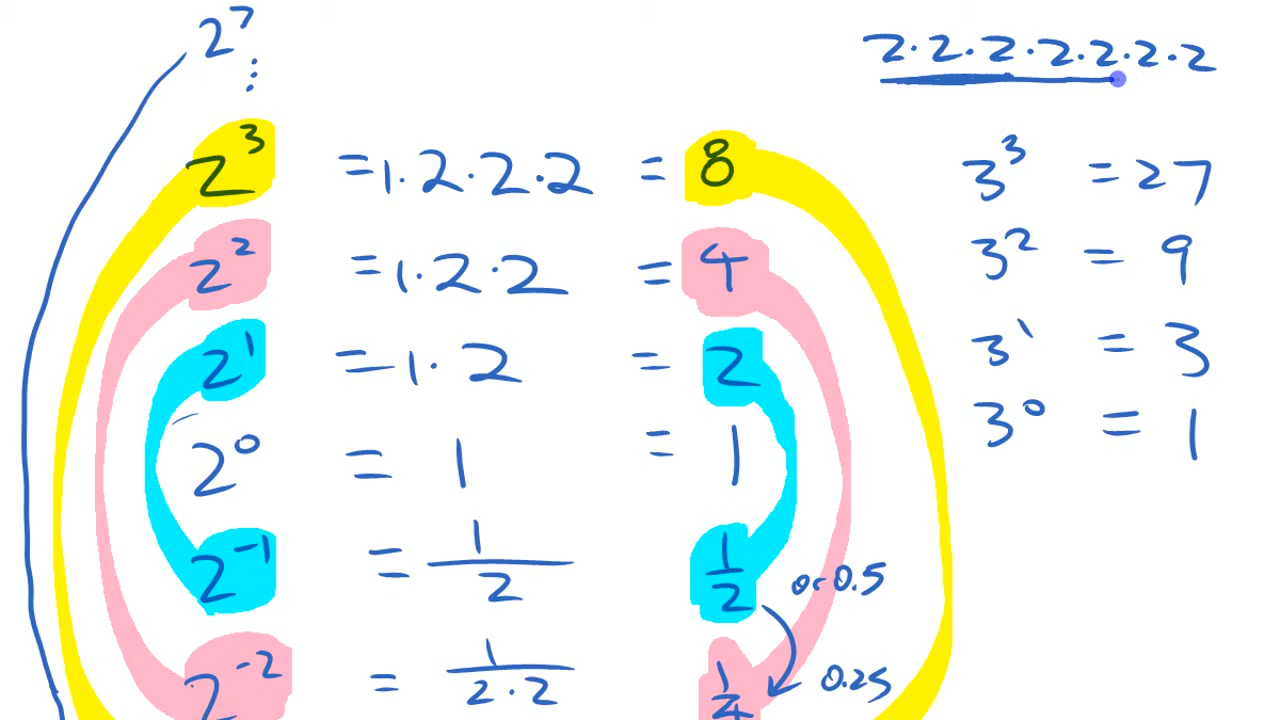 2⁷
⋮
2·2·2·2·2·2·2
2³ = 1·2·2·2 = 8
3³ = 27
2² = 1·2·2 = 4
3² = 9
2¹ = 1·2 = 2
3¹ = 3
2⁰ = 1 = 1
3⁰ = 1
2⁻¹ = 1/2 1/2 or 0.5
2⁻² = 1/2·2 1/4 0.25